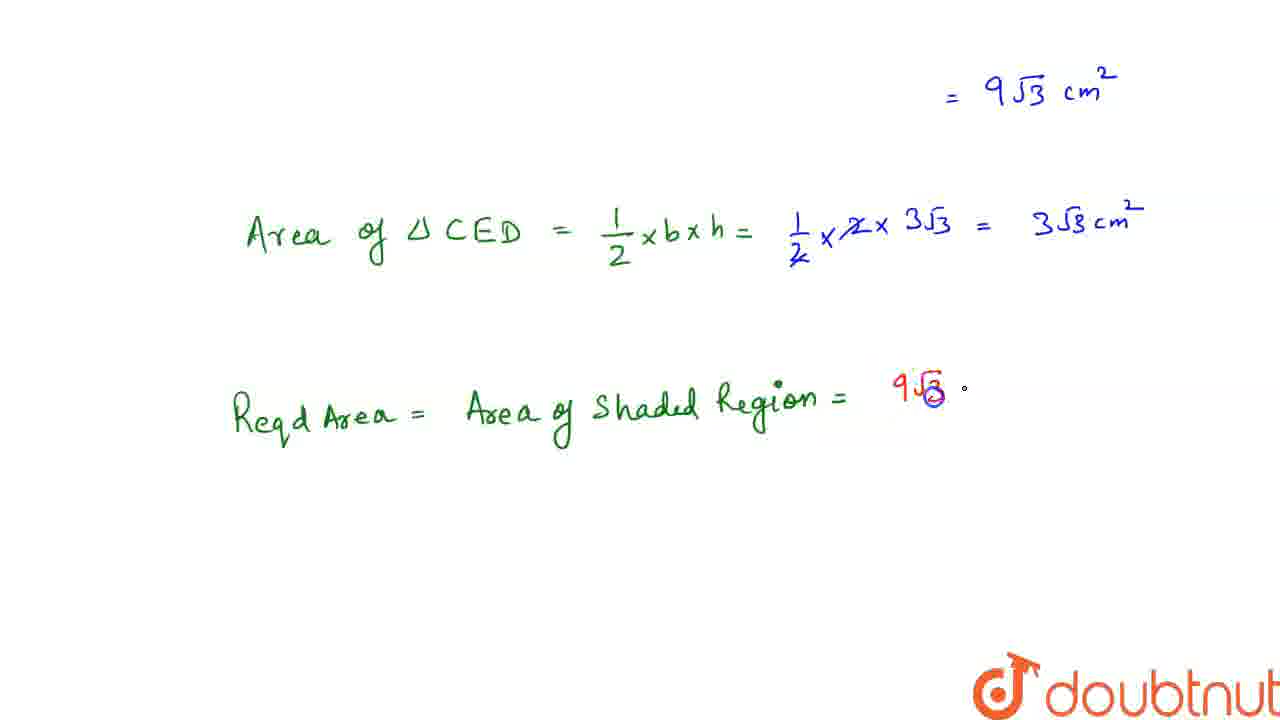 = 9√3 cm²
Area of Δ CED = 1/2 × b × h = 1/2 × 2 × 3√3 = 3√3 cm²
Reqd Area = Area of Shaded Region = 9√3
doubtnut